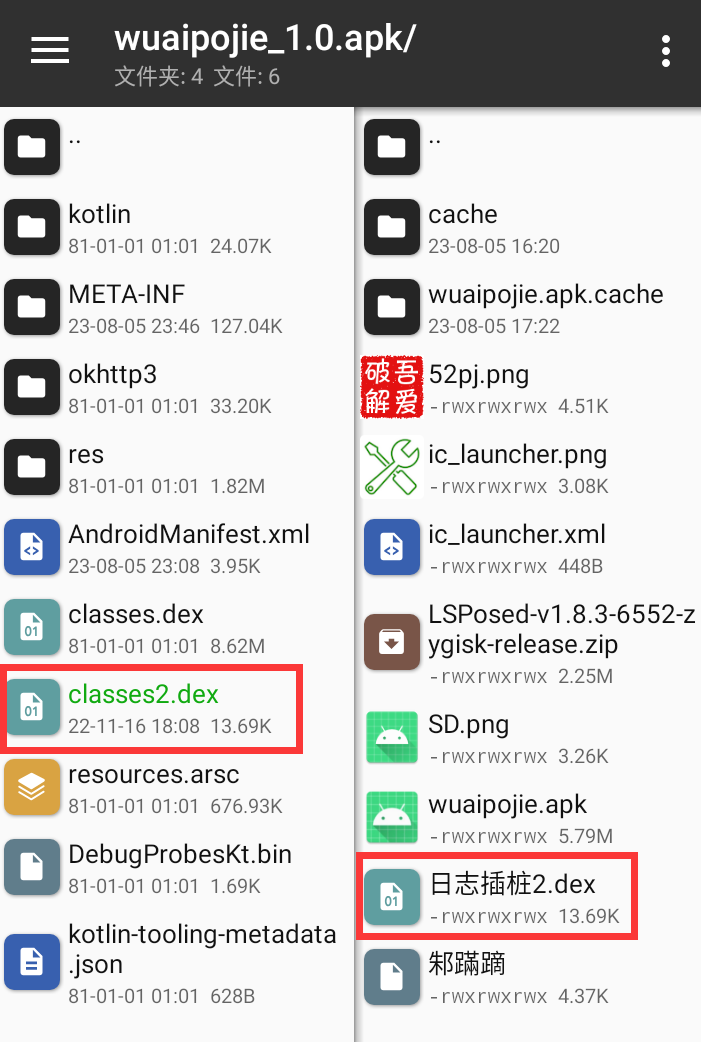 wuaipojie_1.0.apk/
文件夹: 4 文件: 6
..
kotlin
81-01-01 01:01 24.07K
META-INF
23-08-05 23:46 127.04K
okhttp3
81-01-01 01:01 33.20K
res
81-01-01 01:01 1.82M
AndroidManifest.xml
23-08-05 23:08 3.95K
01
classes.dex
81-01-01 01:01 8.62M
01
classes2.dex
22-11-16 18:08 13.69K
resources.arsc
81-01-01 01:01 676.93K
DebugProbesKt.bin
81-01-01 01:01 1.69K
kotlin-tooling-metadata
.json
81-01-01 01:01 628B
..
cache
23-08-05 16:20
wuaipojie.apk.cache
23-08-05 17:22
破吾
解爱
52pj.png
-rwxrwxrwx 4.51K
ic_launcher.png
-rwxrwxrwx 3.08K
ic_launcher.xml
-rwxrwxrwx 448B
LSPosed-v1.8.3-6552-z
ygisk-release.zip
-rwxrwxrwx 2.25M
SD.png
-rwxrwxrwx 3.26K
wuaipojie.apk
-rwxrwxrwx 5.79M
01
日志插桩2.dex
-rwxrwxrwx 13.69K
-rwxrwxrwx 4.37K